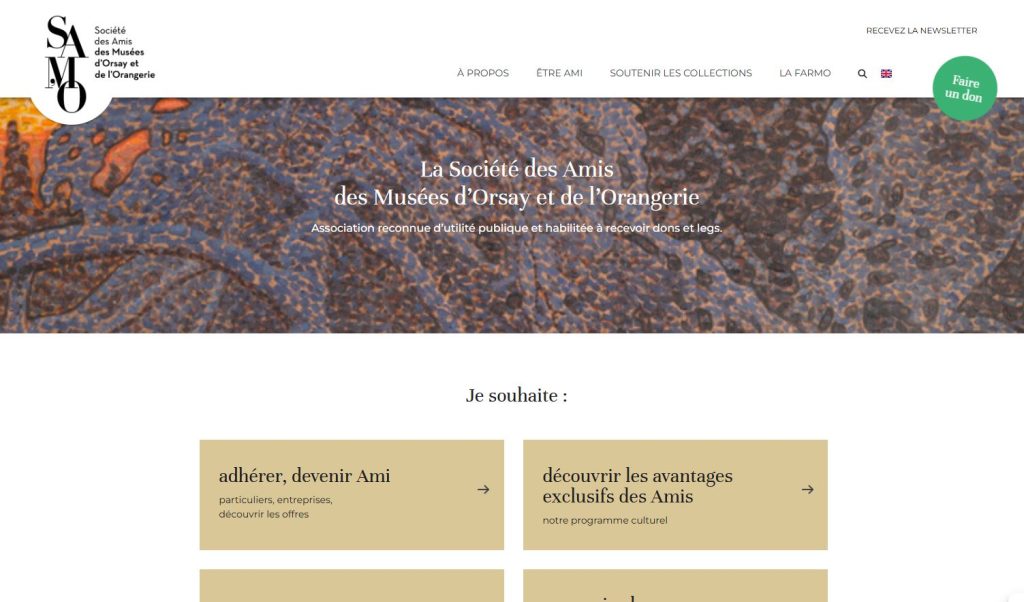 SAMO
Société
des Amis
des Musées
d'Orsay et
de l'Orangerie
RECEVEZ LA NEWSLETTER
À PROPOS
ÊTRE AMI
SOUTENIR LES COLLECTIONS
LA FARMO
Faire
un don
La Société des Amis
des Musées d'Orsay et de l'Orangerie
Association reconnue d'utilité publique et habilitée à recevoir dons et legs.
Je souhaite :
adhérer, devenir Ami
particuliers, entreprises,
découvrir les offres
découvrir les avantages
exclusifs des Amis
notre programme culturel